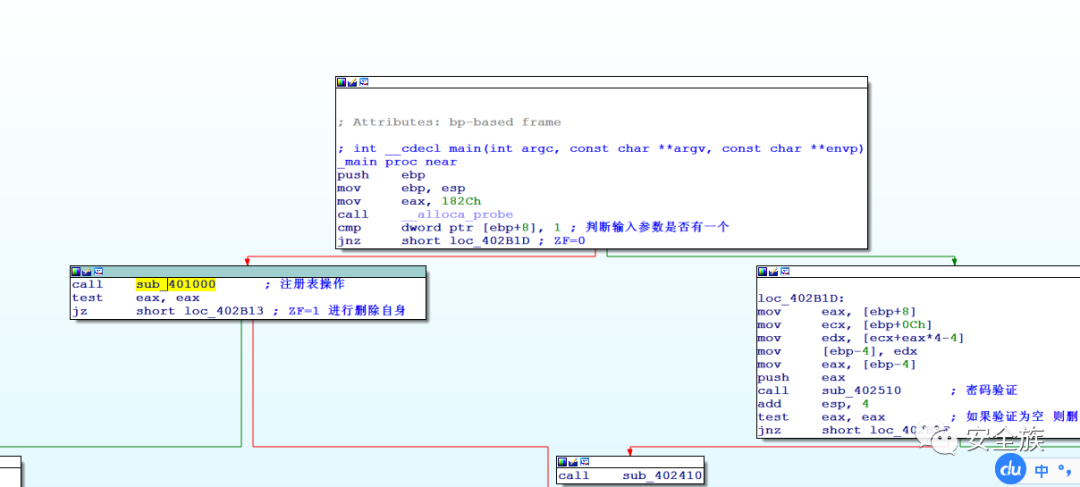 ; Attributes: bp-based frame
; int __cdecl main(int argc, const char **argv, const char **envp)
_main proc near
push ebp
mov ebp, esp
mov eax, 182Ch
call __alloca_probe
cmp dword ptr [ebp+8], 1 ; 判断输入参数是否有一个
jnz short loc_402B1D ; ZF=0
call sub_401000 ; 注册表操作
test eax, eax
jz short loc_402B13 ; ZF=1 进行删除自身
loc_402B1D:
mov eax, [ebp+8]
mov ecx, [ebp+0Ch]
mov edx, [ecx+eax*4-4]
mov [ebp-4], edx
mov eax, [ebp-4]
push eax
call sub_402510 ; 密码验证
add esp, 4
test eax, eax ; 如果验证为空 则删
jnz short
call sub_402410
安全族
du 中 °,